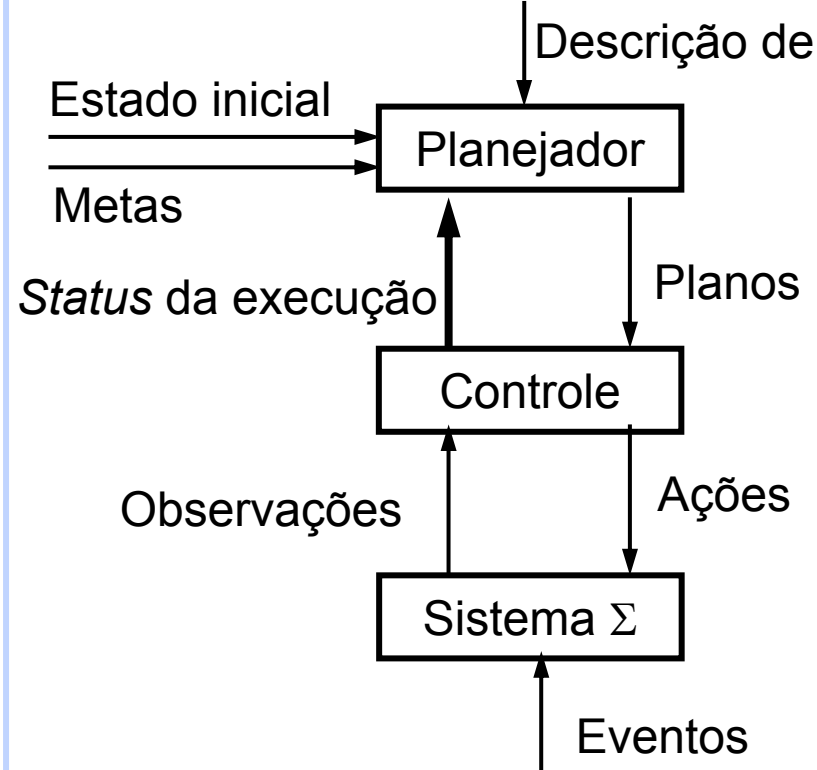 Descrição de
Estado inicial
Planejador
Metas
Status da execução
Planos
Controle
Observações
Ações
Sistema Σ
Eventos